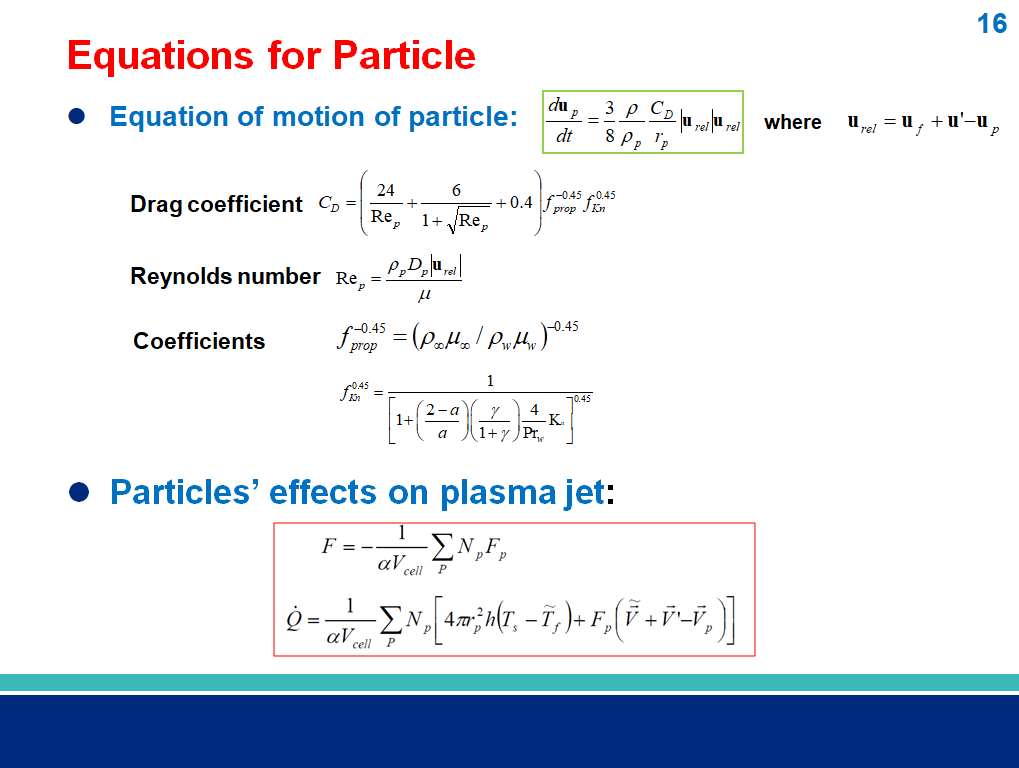 16
Equations for Particle
● Equation of motion of particle: $\frac{d\mathbf{u}_p}{dt} = \frac{3}{8} \frac{\rho}{\rho_p} \frac{C_D}{r_p} |\mathbf{u}_{rel}| \mathbf{u}_{rel}$ where $\mathbf{u}_{rel} = \mathbf{u}_f + \mathbf{u}' - \mathbf{u}_p$
Drag coefficient $C_D = \left( \frac{24}{\mathrm{Re}_p} + \frac{6}{1+\sqrt{\mathrm{Re}_p}} + 0.4 \right) f_{prop}^{-0.45} f_{Kn}^{0.45}$
Reynolds number $\mathrm{Re}_p = \frac{\rho_p D_p |\mathbf{u}_{rel}|}{\mu}$
Coefficients $f_{prop}^{-0.45} = (\rho_\infty \mu_\infty / \rho_w \mu_w)^{-0.45}$
$f_{Kn}^{0.45} = \frac{1}{\left[ 1 + \left( \frac{2-a}{a} \right) \left( \frac{\gamma}{1+\gamma} \right) \frac{4}{\mathrm{Pr}_w} \mathrm{K} \right]^{0.45}}$
● Particles’ effects on plasma jet:
$F = -\frac{1}{\alpha V_{cell}} \sum_P N_p F_p$
$\dot{Q} = \frac{1}{\alpha V_{cell}} \sum_P N_p \left[ 4\pi r_p^2 h (T_s - \tilde{T}_f) + F_p \left( \tilde{\vec{V}} + \vec{V}' - \vec{V}_p \right) \right]$